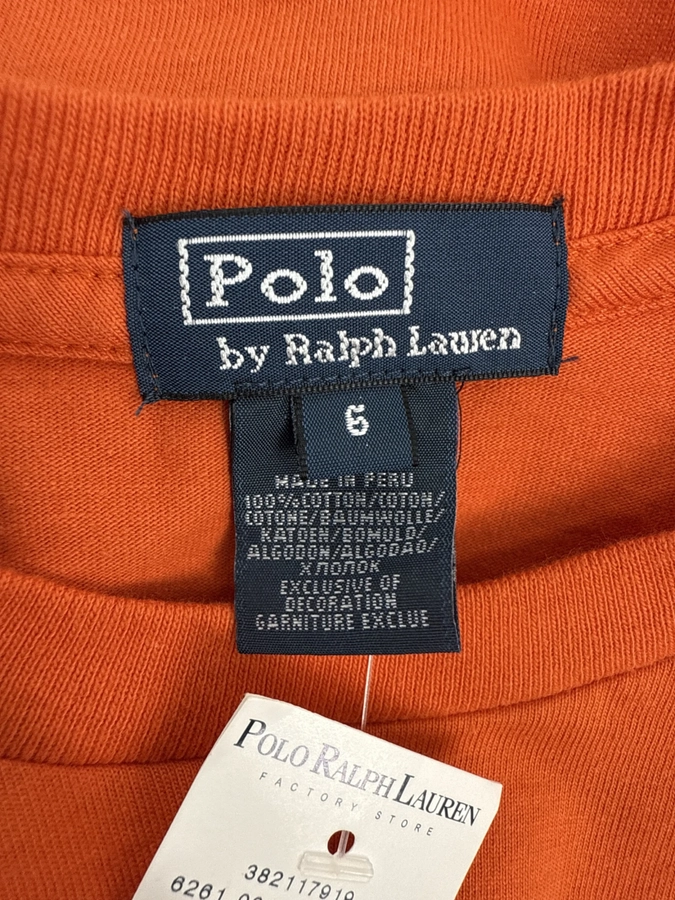 Polo
by Ralph Lauren
6
MADE IN PERU
100%COTTON/COTON/
COTONE/BAUMWOLLE/
KATOEN/BOMULD/
ALGODON/ALGODAO/
ХЛОПОК
EXCLUSIVE OF
DECORATION
GARNITURE EXCLUE
POLO RALPH LAUREN
FACTORY STORE
382117919
6261